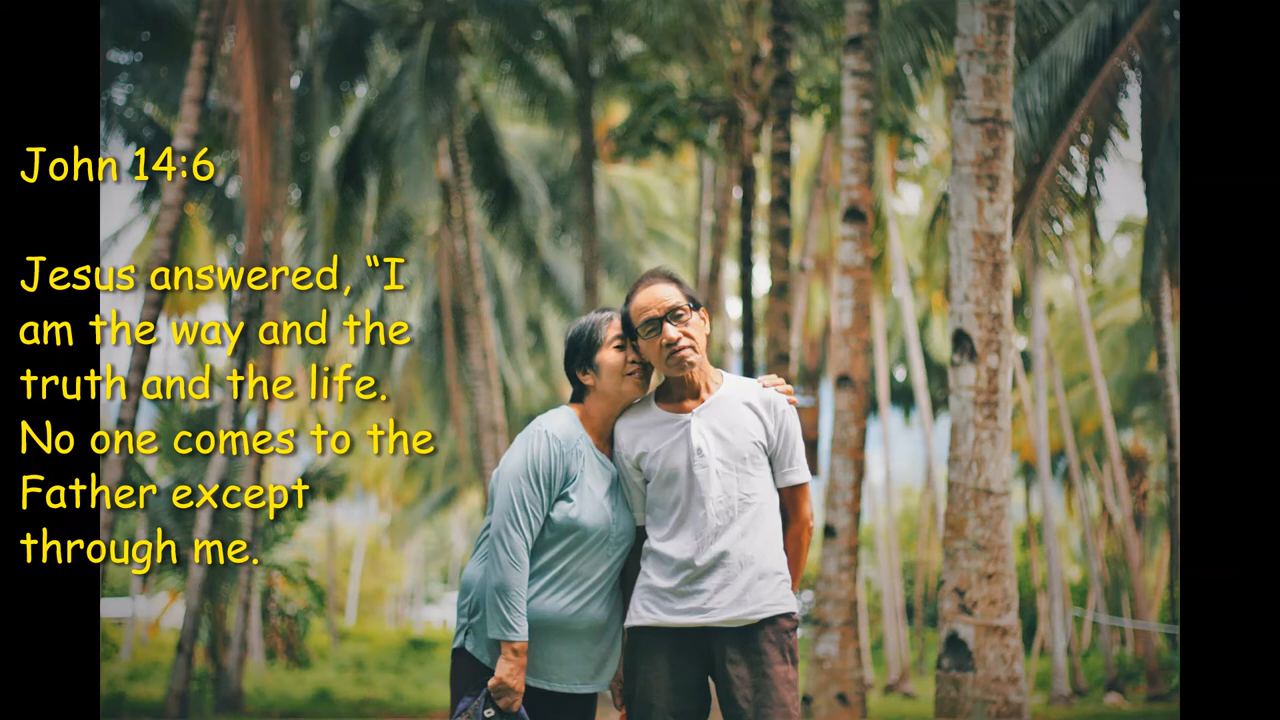 John 14:6
Jesus answered, “I
am the way and the
truth and the life.
No one comes to the
Father except
through me.